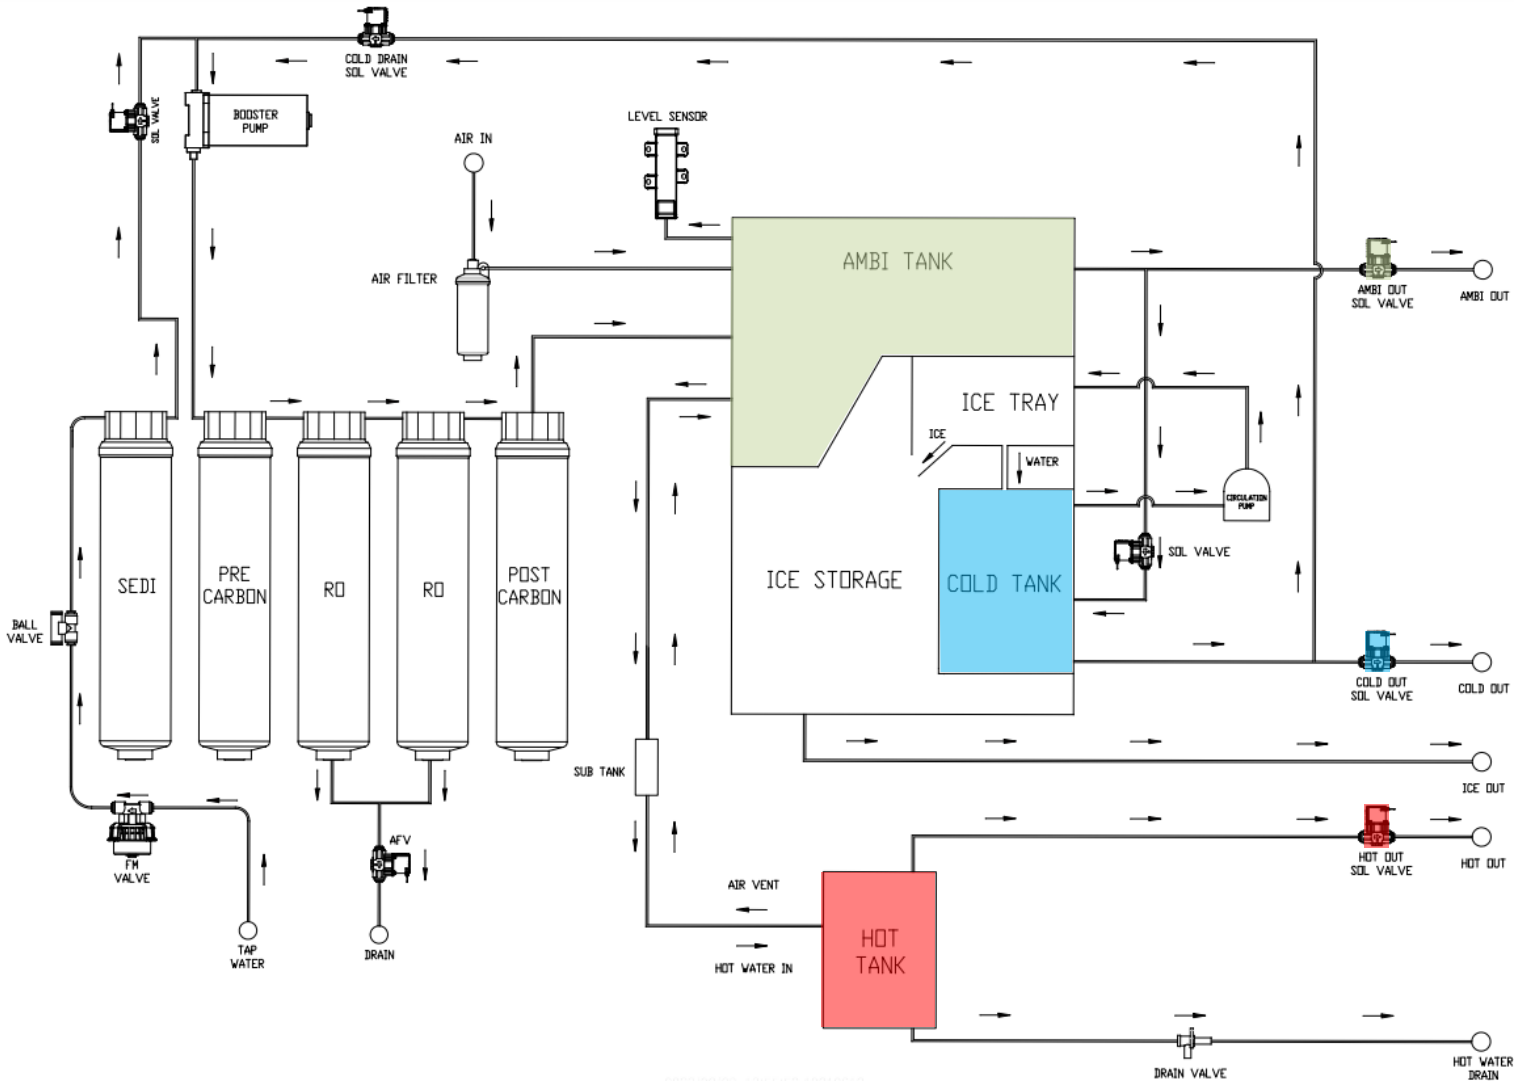 COLD DRAIN
SOL VALVE
SOL VALVE
BOOSTER
PUMP
LEVEL SENSOR
AIR IN
AIR FILTER
AMBI TANK
AMBI OUT
SOL VALVE
AMBI OUT
ICE TRAY
ICE
WATER
CIRCULATION
PUMP
SOL VALVE
SEDI
PRE
CARBON
RO
RO
POST
CARBON
ICE STORAGE
COLD TANK
BALL
VALVE
COLD OUT
SOL VALVE
COLD OUT
SUB TANK
ICE OUT
FM
VALVE
AFV
HOT OUT
SOL VALVE
HOT OUT
AIR VENT
TAP
WATER
DRAIN
HOT WATER IN
HOT
TANK
DRAIN VALVE
HOT WATER
DRAIN